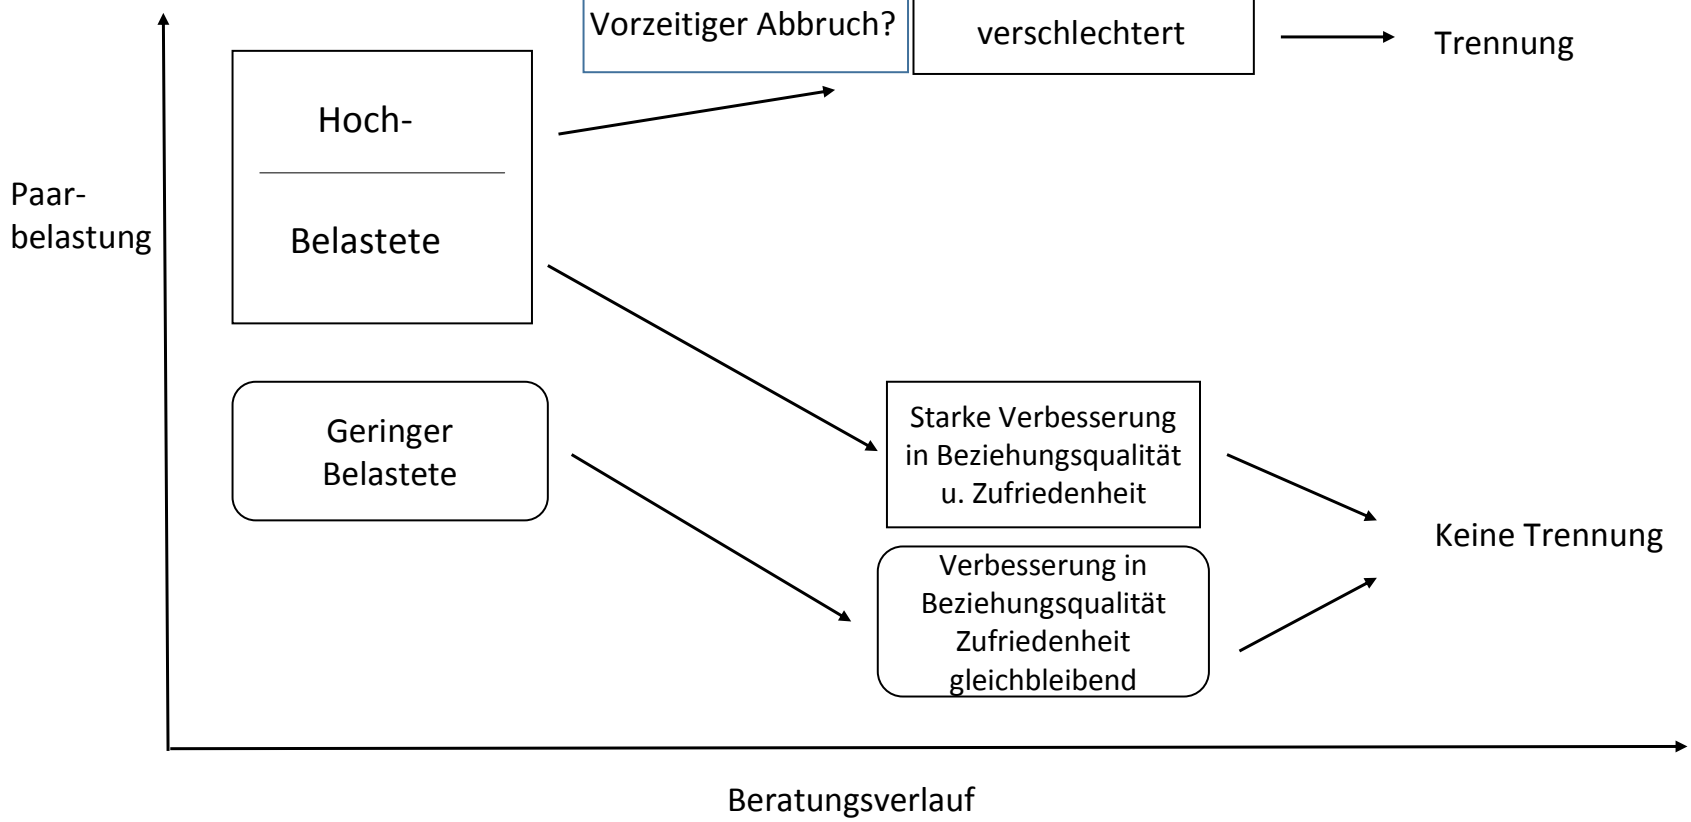 Vorzeitiger Abbruch?
verschlechtert
Trennung
Hoch-
Belastete
Paar-
belastung
Geringer
Belastete
Starke Verbesserung
in Beziehungsqualität
u. Zufriedenheit
Keine Trennung
Verbesserung in
Beziehungsqualität
Zufriedenheit
gleichbleibend
Beratungsverlauf